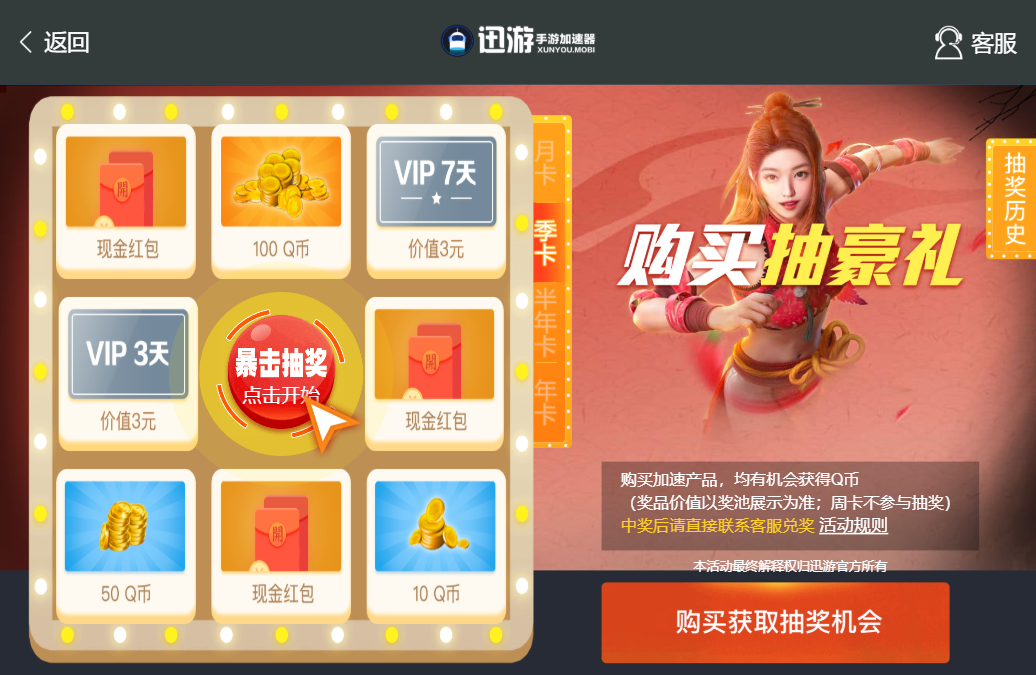 返回
迅游手游加速器
XUNYOU.MOBI
客服
開
現金红包
100 Q币
VIP 7天
价值3元
VIP 3天
价值3元
暴击抽奖
点击开始
開
现金红包
50 Q币
開
现金红包
10 Q币
月卡
季卡
半年卡
年卡
抽奖历史
购买抽豪礼
购买加速产品，均有机会获得Q币
（奖品价值以奖池展示为准；周卡不参与抽奖）
中奖后请直接联系客服兑奖 活动规则
本活动最终解释权归迅游官方所有
购买获取抽奖机会